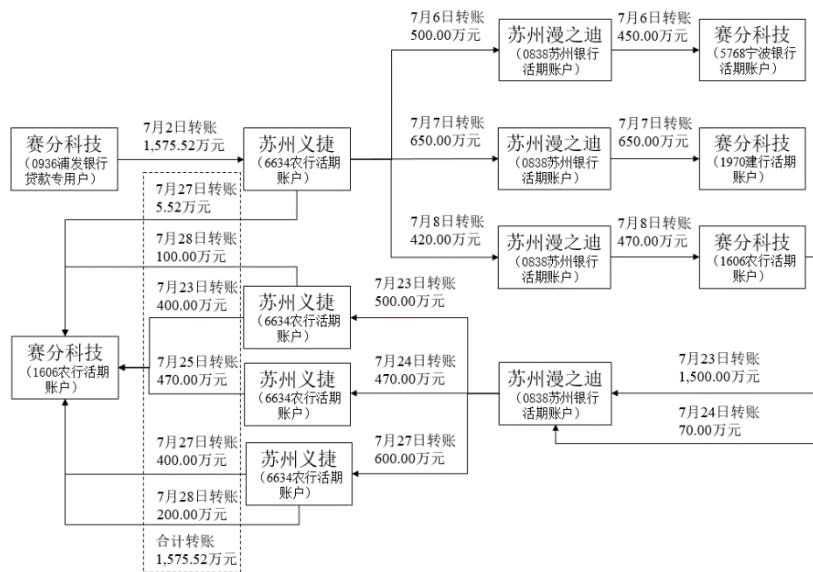 7月6日转账
500.00万元
苏州漫之迪
（0838苏州银行
活期账户）
7月6日转账
450.00万元
赛分科技
（5768宁波银行
活期账户）
赛分科技
（0936浦发银行
贷款专用户）
7月2日转账
1,575.52万元
苏州义捷
（6634农行活期
账户）
7月7日转账
650.00万元
苏州漫之迪
（0838苏州银行
活期账户）
7月7日转账
650.00万元
赛分科技
（1970建行活期
账户）
7月8日转账
420.00万元
苏州漫之迪
（0838苏州银行
活期账户）
7月8日转账
470.00万元
赛分科技
（1606农行活期
账户）
7月27日转账
5.52万元
7月28日转账
100.00万元
7月23日转账
400.00万元
苏州义捷
（6634农行活期
账户）
7月23日转账
500.00万元
赛分科技
（1606农行活期
账户）
7月25日转账
470.00万元
苏州义捷
（6634农行活期
账户）
7月24日转账
470.00万元
苏州漫之迪
（0838苏州银行
活期账户）
7月23日转账
1,500.00万元
7月24日转账
70.00万元
7月27日转账
400.00万元
苏州义捷
（6634农行活期
账户）
7月27日转账
600.00万元
7月28日转账
200.00万元
合计转账
1,575.52万元